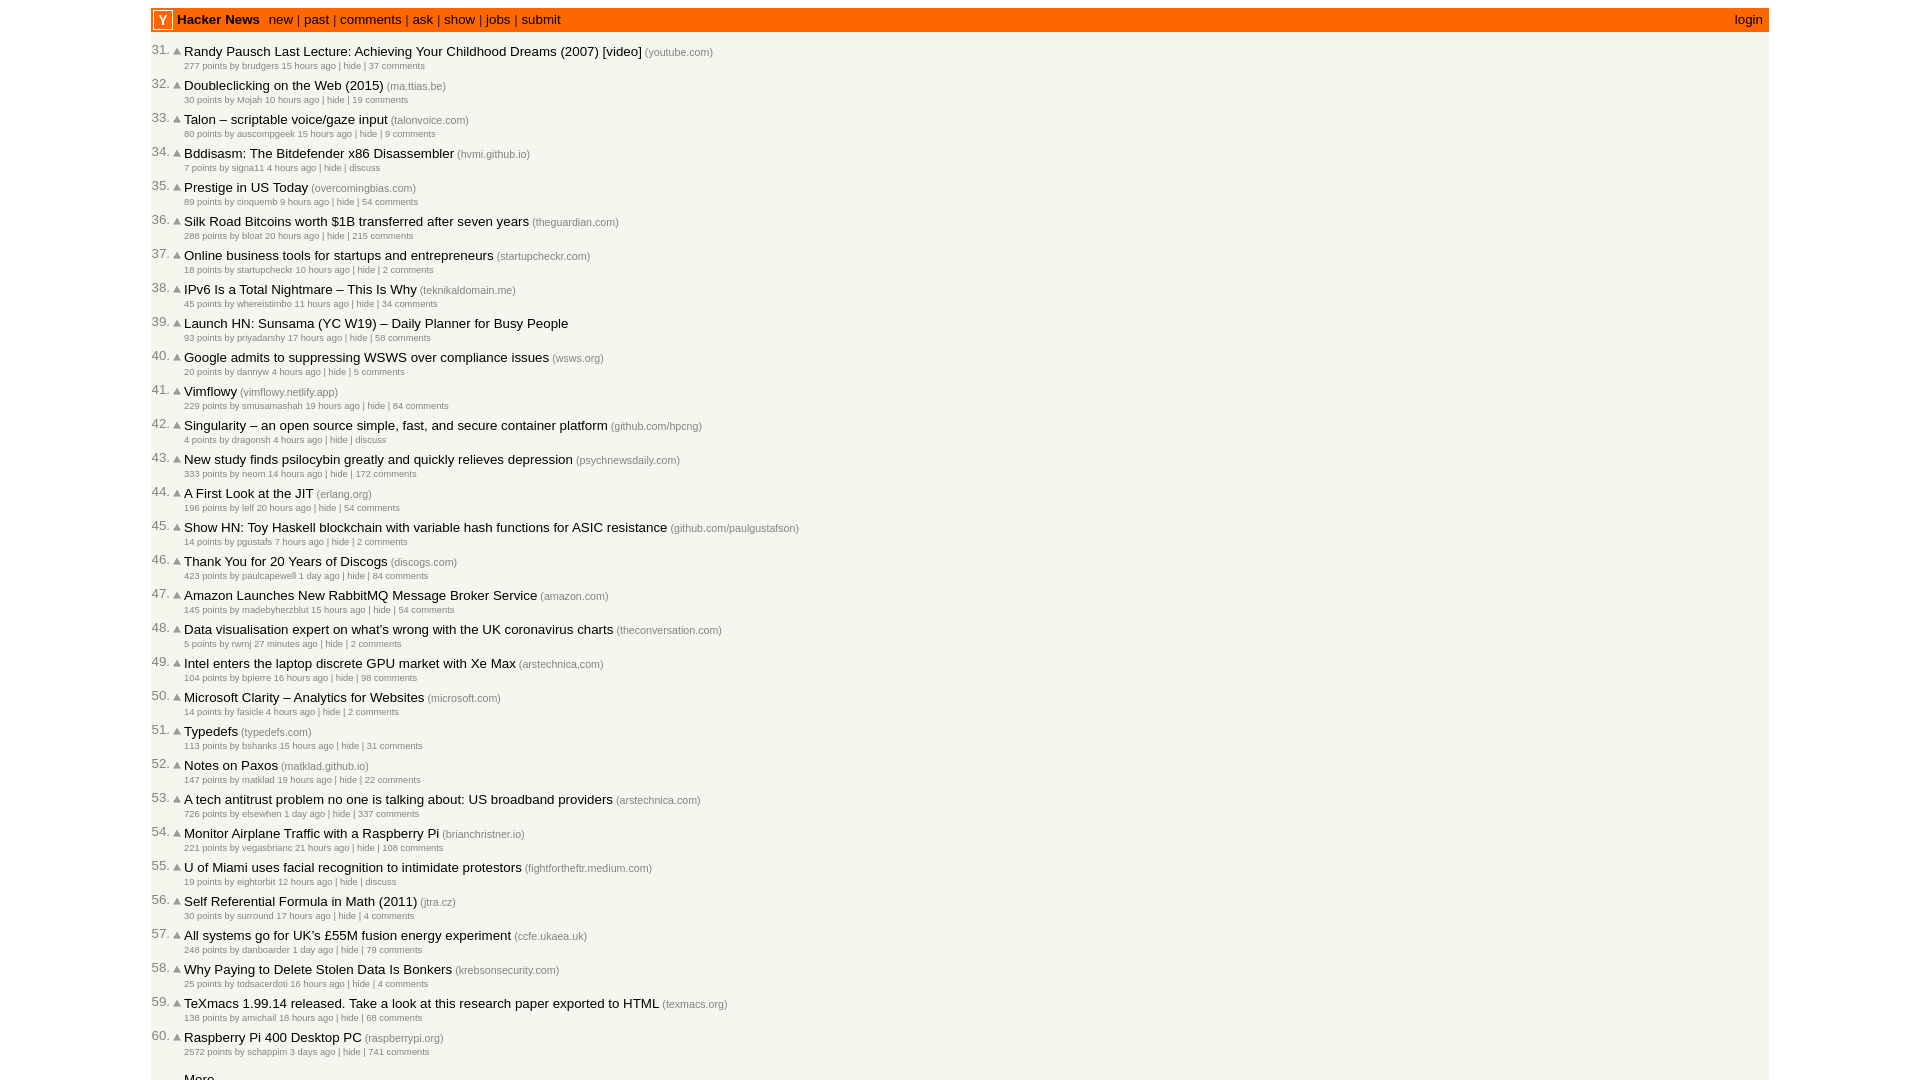 Y Hacker News new | past | comments | ask | show | jobs | submit login
31. Randy Pausch Last Lecture: Achieving Your Childhood Dreams (2007) [video] (youtube.com)
277 points by brudgers 15 hours ago | hide | 37 comments
32. Doubleclicking on the Web (2015) (ma.ttias.be)
30 points by Mojah 10 hours ago | hide | 19 comments
33. Talon – scriptable voice/gaze input (talonvoice.com)
80 points by auscompgeek 15 hours ago | hide | 9 comments
34. Bddisasm: The Bitdefender x86 Disassembler (hvmi.github.io)
7 points by signa11 4 hours ago | hide | discuss
35. Prestige in US Today (overcomingbias.com)
89 points by cinquemb 9 hours ago | hide | 54 comments
36. Silk Road Bitcoins worth $1B transferred after seven years (theguardian.com)
288 points by bloat 20 hours ago | hide | 215 comments
37. Online business tools for startups and entrepreneurs (startupcheckr.com)
18 points by startupcheckr 10 hours ago | hide | 2 comments
38. IPv6 Is a Total Nightmare – This Is Why (teknikaldomain.me)
45 points by whereistimbo 11 hours ago | hide | 34 comments
39. Launch HN: Sunsama (YC W19) – Daily Planner for Busy People
93 points by priyadarshy 17 hours ago | hide | 58 comments
40. Google admits to suppressing WSWS over compliance issues (wsws.org)
20 points by dannyw 4 hours ago | hide | 5 comments
41. Vimflowy (vimflowy.netlify.app)
229 points by smusamashah 19 hours ago | hide | 84 comments
42. Singularity – an open source simple, fast, and secure container platform (github.com/hpcng)
4 points by dragonsh 4 hours ago | hide | discuss
43. New study finds psilocybin greatly and quickly relieves depression (psychnewsdaily.com)
333 points by neom 14 hours ago | hide | 172 comments
44. A First Look at the JIT (erlang.org)
196 points by lelf 20 hours ago | hide | 54 comments
45. Show HN: Toy Haskell blockchain with variable hash functions for ASIC resistance (github.com/paulgustafson)
14 points by pgustafs 7 hours ago | hide | 2 comments
46. Thank You for 20 Years of Discogs (discogs.com)
423 points by paulcapewell 1 day ago | hide | 84 comments
47. Amazon Launches New RabbitMQ Message Broker Service (amazon.com)
145 points by madebyherzblut 15 hours ago | hide | 54 comments
48. Data visualisation expert on what’s wrong with the UK coronavirus charts (theconversation.com)
5 points by rwmj 27 minutes ago | hide | 2 comments
49. Intel enters the laptop discrete GPU market with Xe Max (arstechnica.com)
104 points by bpierre 16 hours ago | hide | 98 comments
50. Microsoft Clarity – Analytics for Websites (microsoft.com)
14 points by fasicle 4 hours ago | hide | 2 comments
51. Typedefs (typedefs.com)
113 points by bshanks 15 hours ago | hide | 31 comments
52. Notes on Paxos (matklad.github.io)
147 points by matklad 19 hours ago | hide | 22 comments
53. A tech antitrust problem no one is talking about: US broadband providers (arstechnica.com)
726 points by elsewhen 1 day ago | hide | 337 comments
54. Monitor Airplane Traffic with a Raspberry Pi (brianchristner.io)
221 points by vegasbrianc 21 hours ago | hide | 108 comments
55. U of Miami uses facial recognition to intimidate protestors (fightfortheftr.medium.com)
19 points by eightorbit 12 hours ago | hide | discuss
56. Self Referential Formula in Math (2011) (jtra.cz)
30 points by surround 17 hours ago | hide | 4 comments
57. All systems go for UK’s £55M fusion energy experiment (ccfe.ukaea.uk)
248 points by danboarder 1 day ago | hide | 79 comments
58. Why Paying to Delete Stolen Data Is Bonkers (krebsonsecurity.com)
25 points by todsacerdoti 16 hours ago | hide | 4 comments
59. TeXmacs 1.99.14 released. Take a look at this research paper exported to HTML (texmacs.org)
138 points by amichail 18 hours ago | hide | 68 comments
60. Raspberry Pi 400 Desktop PC (raspberrypi.org)
2572 points by schappim 3 days ago | hide | 741 comments
More